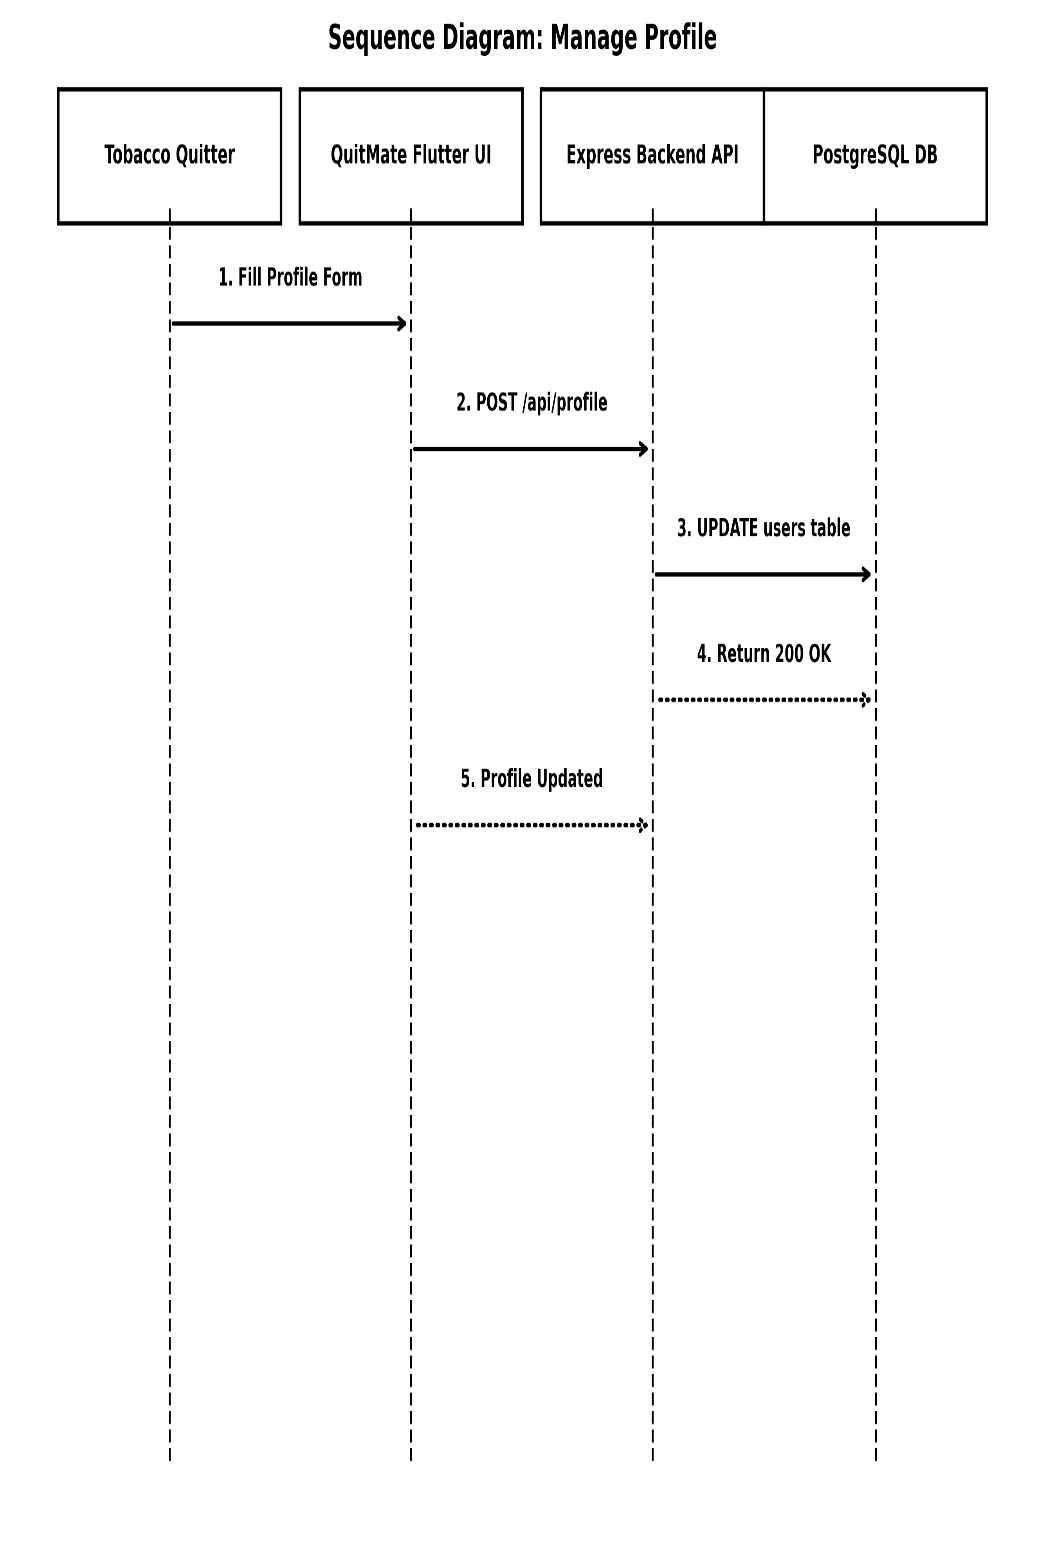 Sequence Diagram: Manage Profile
Tobacco Quitter
QuitMate Flutter UI
Express Backend API
PostgreSQL DB
1. Fill Profile Form
2. POST /api/profile
3. UPDATE users table
4. Return 200 OK
5. Profile Updated